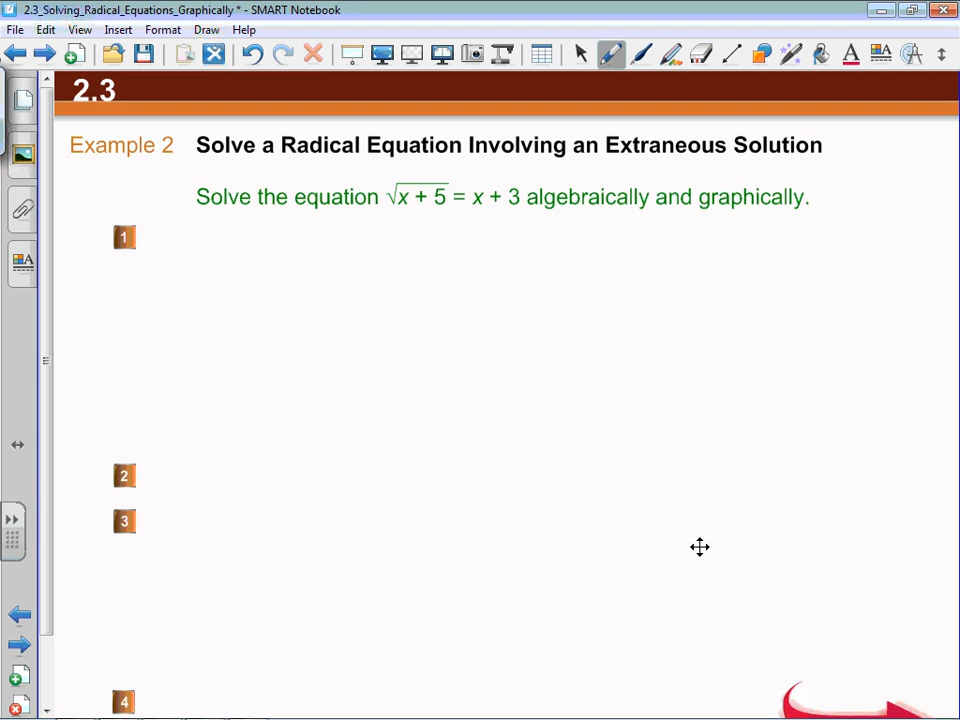 2.3_Solving_Radical_Equations_Graphically * - SMART Notebook
File Edit View Insert Format Draw Help
2.3
Example 2 Solve a Radical Equation Involving an Extraneous Solution
Solve the equation √x + 5 = x + 3 algebraically and graphically.
1
2
3
4